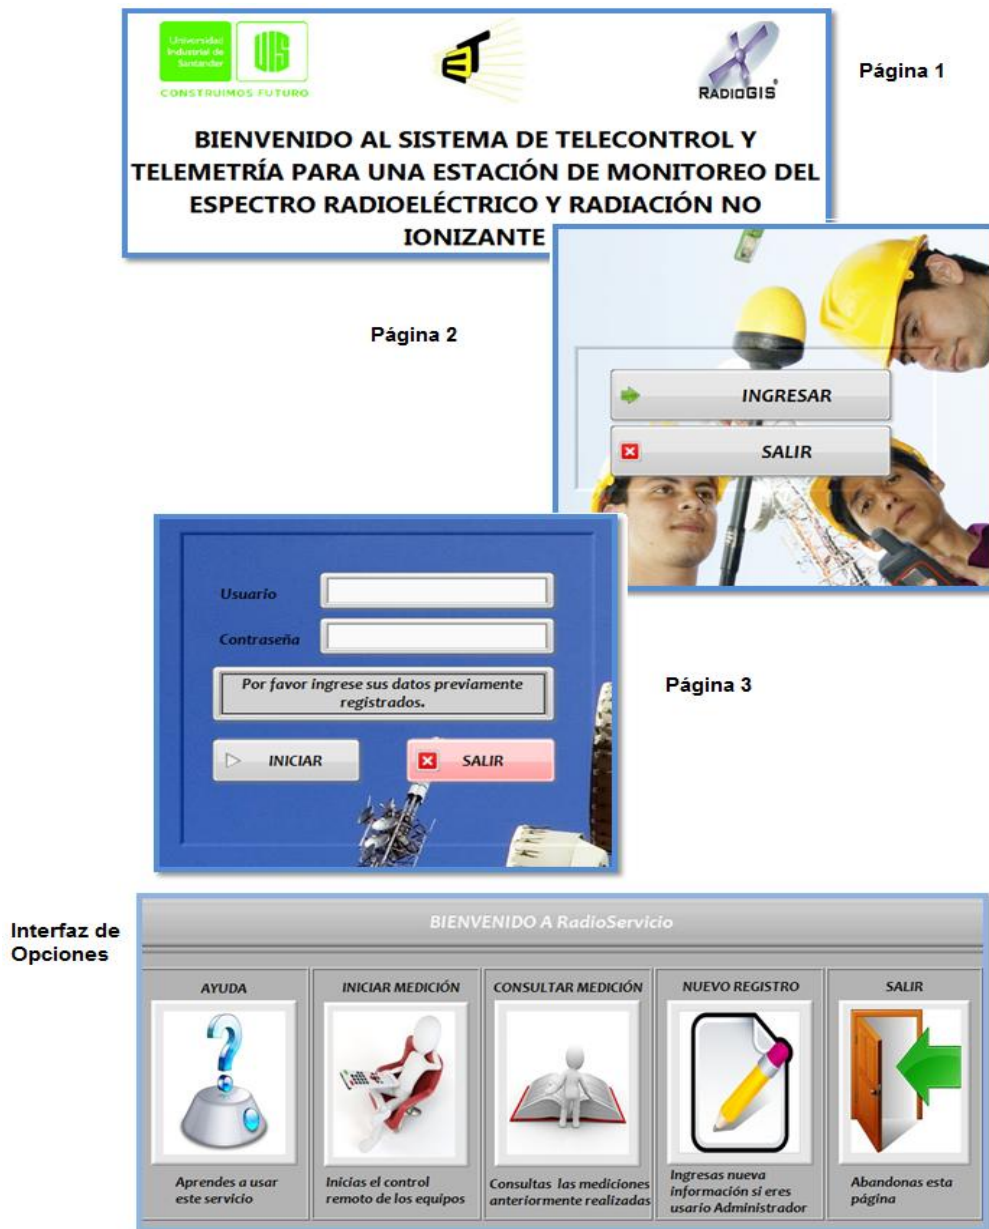 Universidad
Industrial de
Santander
UIS
CONSTRUIMOS FUTURO
RADIOGIS
Página 1
BIENVENIDO AL SISTEMA DE TELECONTROL Y
TELEMETRÍA PARA UNA ESTACIÓN DE MONITOREO DEL
ESPECTRO RADIOELÉCTRICO Y RADIACIÓN NO
IONIZANTE
Página 2
INGRESAR
SALIR
Usuario
Contraseña
Por favor ingrese sus datos previamente
registrados.
INICIAR
SALIR
Página 3
Interfaz de
Opciones
BIENVENIDO A RadioServicio
AYUDA
Aprendes a usar
este servicio
INICIAR MEDICIÓN
Inicias el control
remoto de los equipos
CONSULTAR MEDICIÓN
Consultas las mediciones
anteriormente realizadas
NUEVO REGISTRO
Ingresas nueva
información si eres
usario Administrador
SALIR
Abandonas esta
página